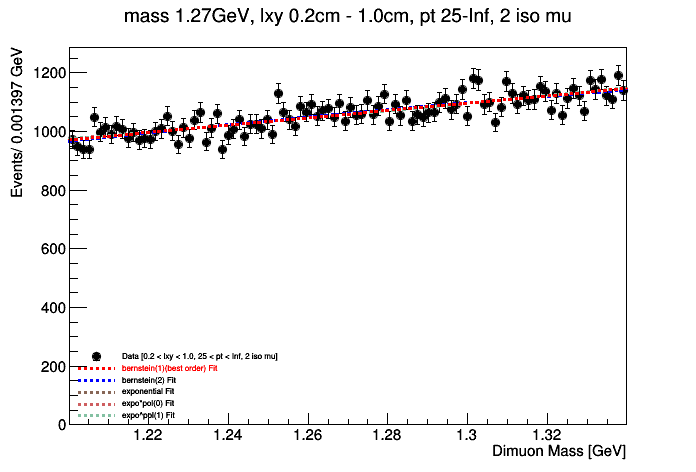 mass 1.27GeV, lxy 0.2cm - 1.0cm, pt 25-Inf, 2 iso mu
Events/ 0.001397 GeV
1200
1000
800
600
400
200
0
Data [0.2 < lxy < 1.0, 25 < pt < Inf, 2 iso mu]
bernstein(1)(best order) Fit
bernstein(2) Fit
exponential Fit
expo*pol(0) Fit
expo^ppl(1) Fit
1.22
1.24
1.26
1.28
1.3
1.32
Dimuon Mass [GeV]